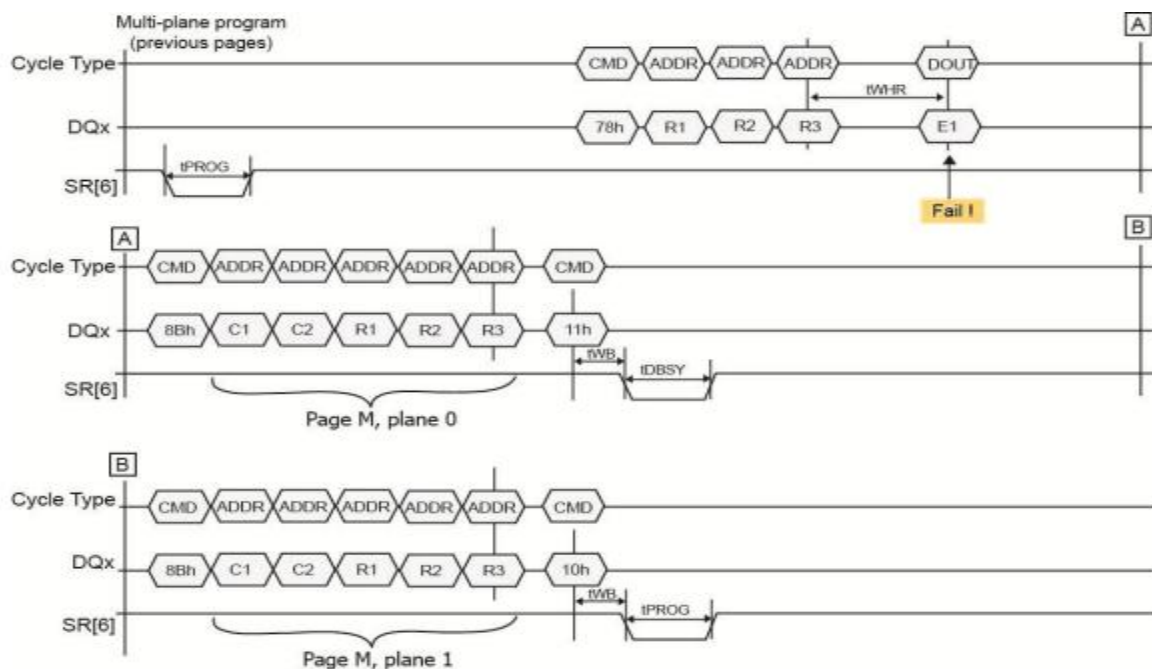 Multi-plane program
(previous pages)
A
Cycle Type CMD ADDR ADDR ADDR DOUT
tWHR
DQx 78h R1 R2 R3 E1
tPROG
SR[6]
Fail !
A
B
Cycle Type CMD ADDR ADDR ADDR ADDR ADDR CMD
DQx 8Bh C1 C2 R1 R2 R3 11h
tWB tDBSY
SR[6]
Page M, plane 0
B
Cycle Type CMD ADDR ADDR ADDR ADDR ADDR CMD
DQx 8Bh C1 C2 R1 R2 R3 10h
tWB tPROG
SR[6]
Page M, plane 1